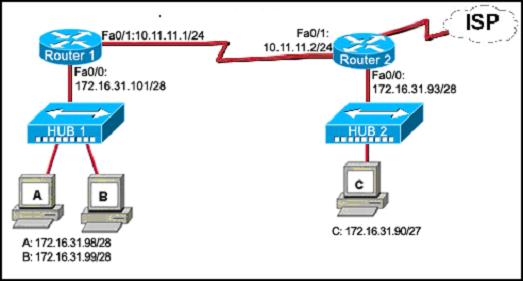 ISP
Fa0/1:
10.11.11.2/24
Fa0/1:10.11.11.1/24
Router 1
Router 2
Fa0/0:
172.16.31.101/28
Fa0/0:
172.16.31.93/28
HUB 1
HUB 2
A
B
C
A: 172.16.31.98/28
B: 172.16.31.99/28
C: 172.16.31.90/27